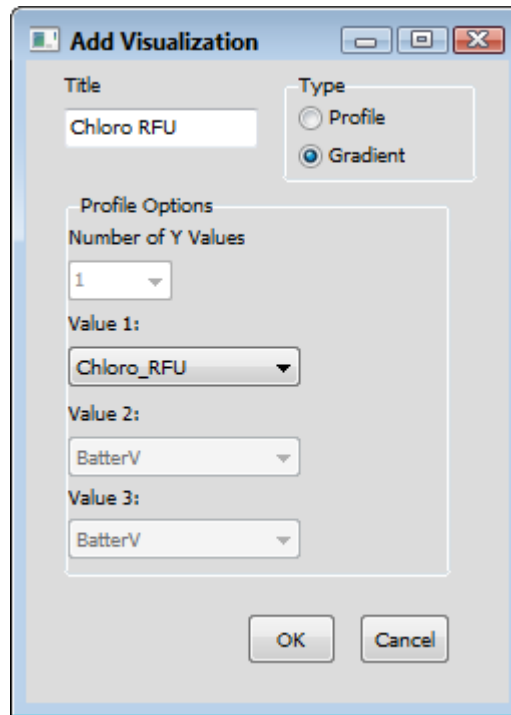 Add Visualization
Title
Type
Chloro RFU
Profile
Gradient
Profile Options
Number of Y Values
1
Value 1:
Chloro_RFU
Value 2:
BatterV
Value 3:
BatterV
OK Cancel